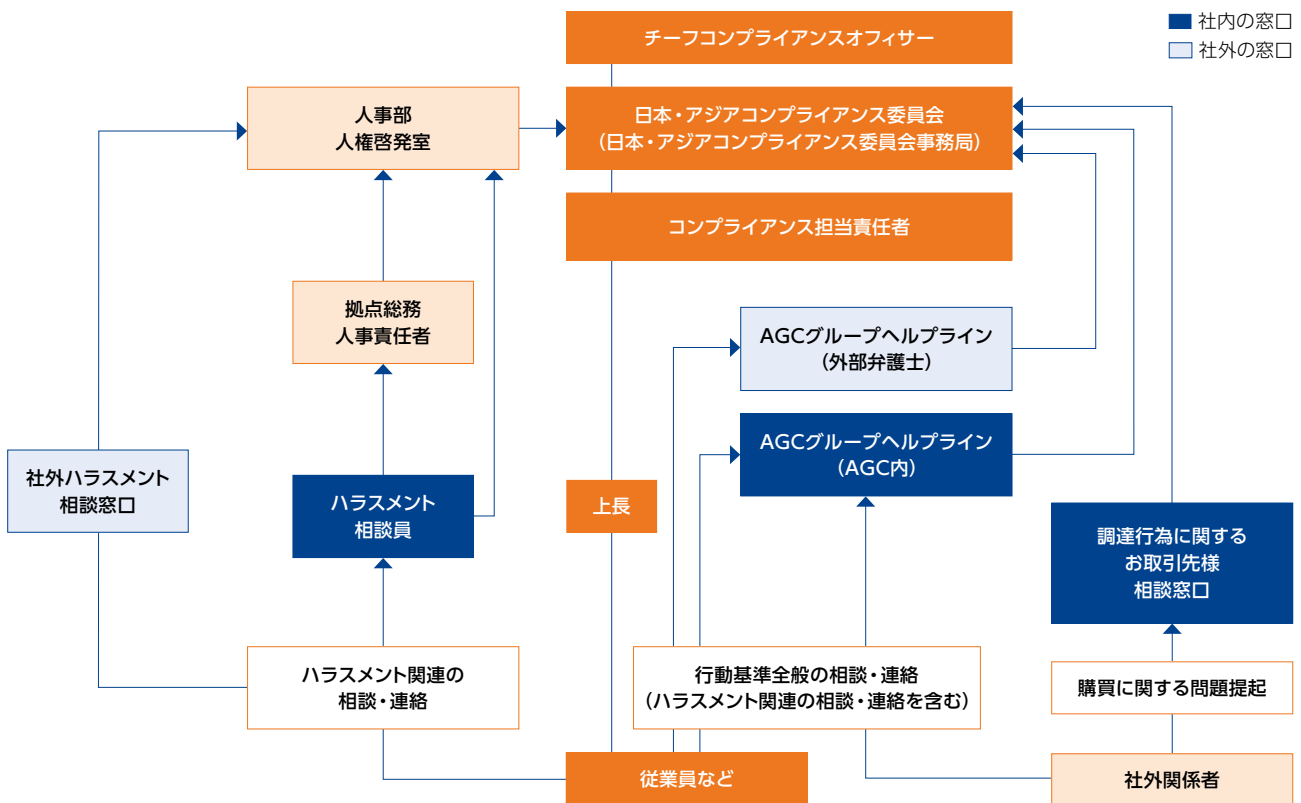 社内の窓口
社外の窓口
チーフコンプライアンスオフィサー
人事部
人権啓発室
日本・アジアコンプライアンス委員会
（日本・アジアコンプライアンス委員会事務局）
コンプライアンス担当責任者
拠点総務
人事責任者
AGCグループヘルプライン
（外部弁護士）
AGCグループヘルプライン
（AGC内）
社外ハラスメント
相談窓口
ハラスメント
相談員
上長
調達行為に関する
お取引先様
相談窓口
ハラスメント関連の
相談・連絡
行動基準全般の相談・連絡
（ハラスメント関連の相談・連絡を含む）
購買に関する問題提起
従業員など
社外関係者